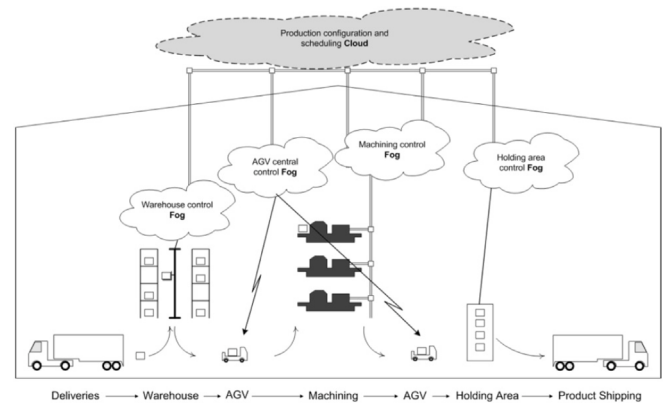 Production configuration and
scheduling Cloud
Machining control
Fog
AGV central
control Fog
Holding area
control Fog
Warehouse control
Fog
Deliveries Warehouse AGV Machining AGV Holding Area Product Shipping